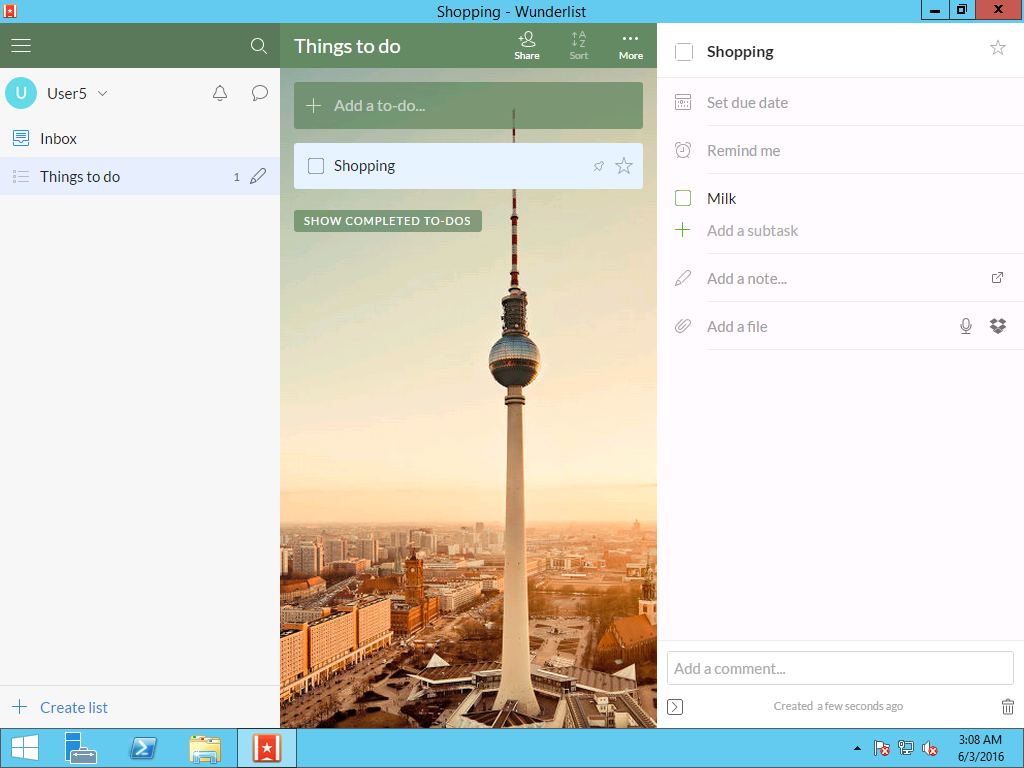 Shopping - Wunderlist
Things to do
Share
Sort
More
Shopping
U
User5
Add a to-do...
Set due date
Inbox
Remind me
Things to do
1
Shopping
Milk
SHOW COMPLETED TO-DOS
Add a subtask
Add a note...
Add a file
Add a comment...
Create list
Created a few seconds ago
3:08 AM
6/3/2016